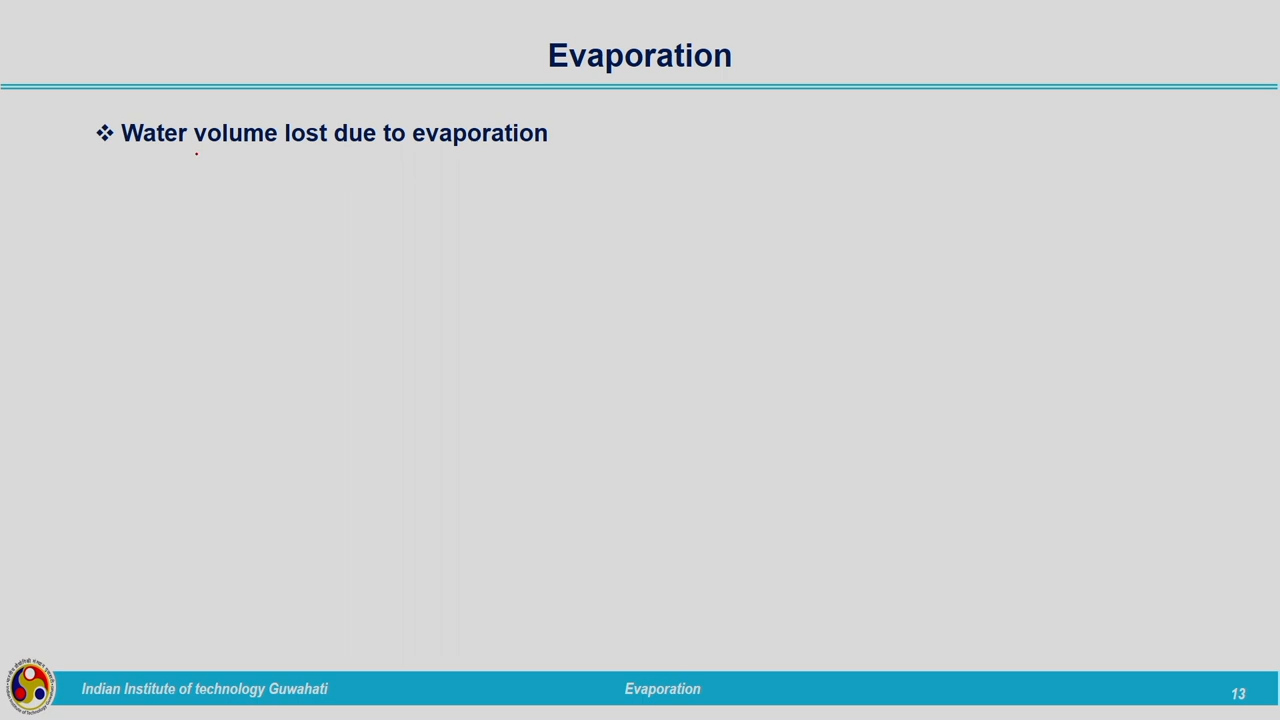 Evaporation
❖ Water volume lost due to evaporation
Indian Institute of technology Guwahati
Evaporation
13